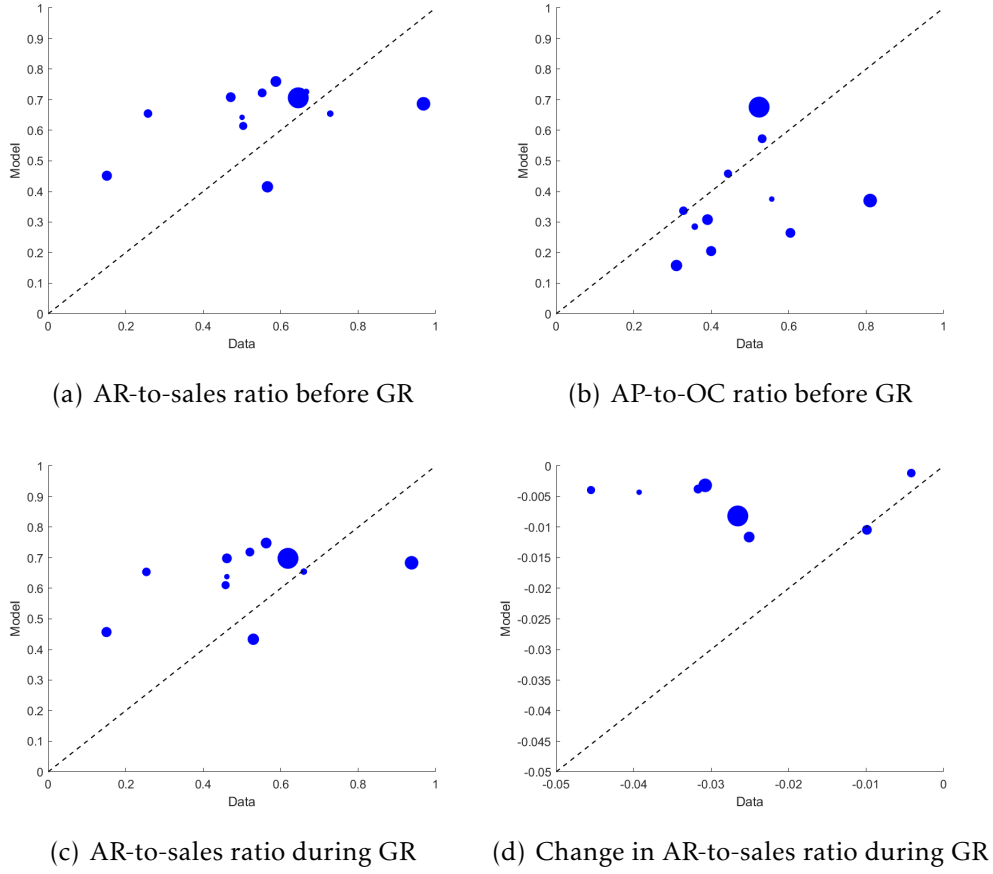 1
0.9
0.8
0.7
0.6
0.5
0.4
0.3
0.2
0.1
0
Model
0 0.2 0.4 0.6 0.8 1
Data
(a) AR-to-sales ratio before GR
1
0.9
0.8
0.7
0.6
0.5
0.4
0.3
0.2
0.1
0
Model
0 0.2 0.4 0.6 0.8 1
Data
(b) AP-to-OC ratio before GR
1
0.9
0.8
0.7
0.6
0.5
0.4
0.3
0.2
0.1
0
Model
0 0.2 0.4 0.6 0.8 1
Data
(c) AR-to-sales ratio during GR
0
-0.005
-0.01
-0.015
-0.02
-0.025
-0.03
-0.035
-0.04
-0.045
-0.05
Model
-0.05 -0.04 -0.03 -0.02 -0.01 0
Data
(d) Change in AR-to-sales ratio during GR